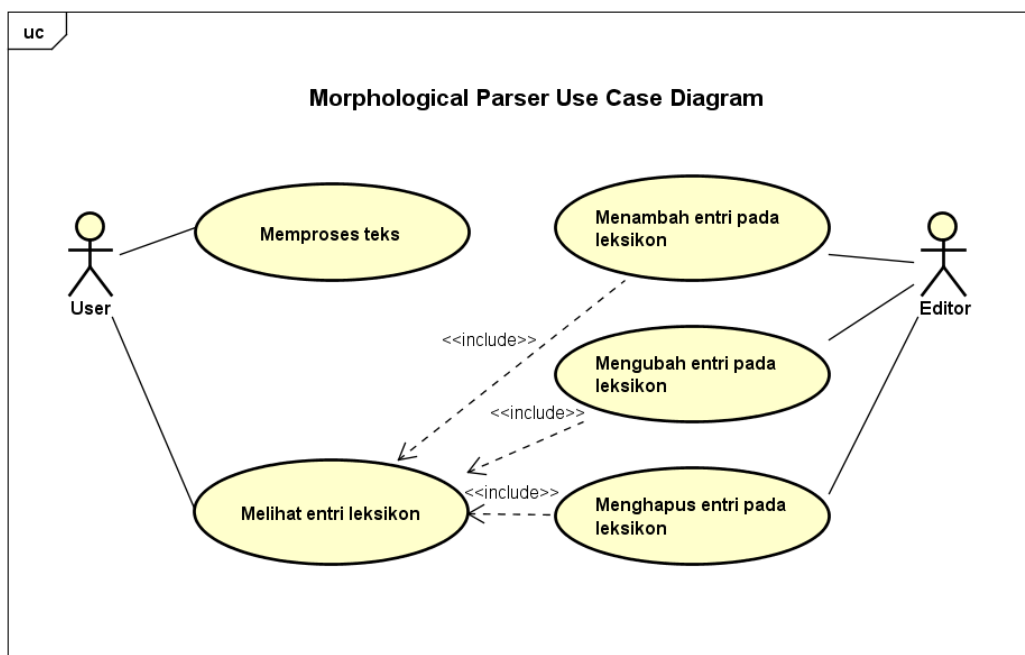 uc
Morphological Parser Use Case Diagram
Memproses teks
Menambah entri pada
leksikon
User
Editor
<<include>>
Mengubah entri pada
leksikon
<<include>>
<<include>>
Melihat entri leksikon
Menghapus entri pada
leksikon